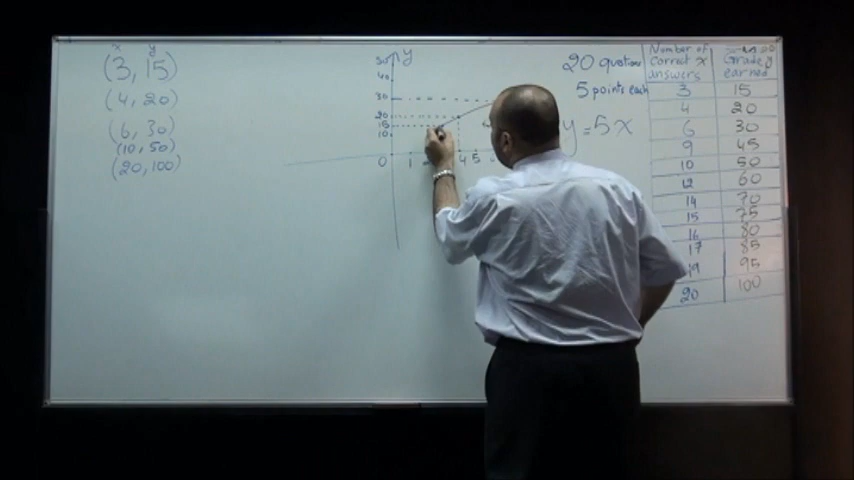 x y
(3, 15)
(4, 20)
(6, 30)
(10, 50)
(20, 100)
50 y
40
30
20
15
10
0 1 4 5
20 questions
5 points each
y = 5x
Number of Correct x answers
Grade y earned
3 15
4 20
6 30
9 45
10 50
12 60
14 70
15 75
16 80
17 85
19 95
20 100